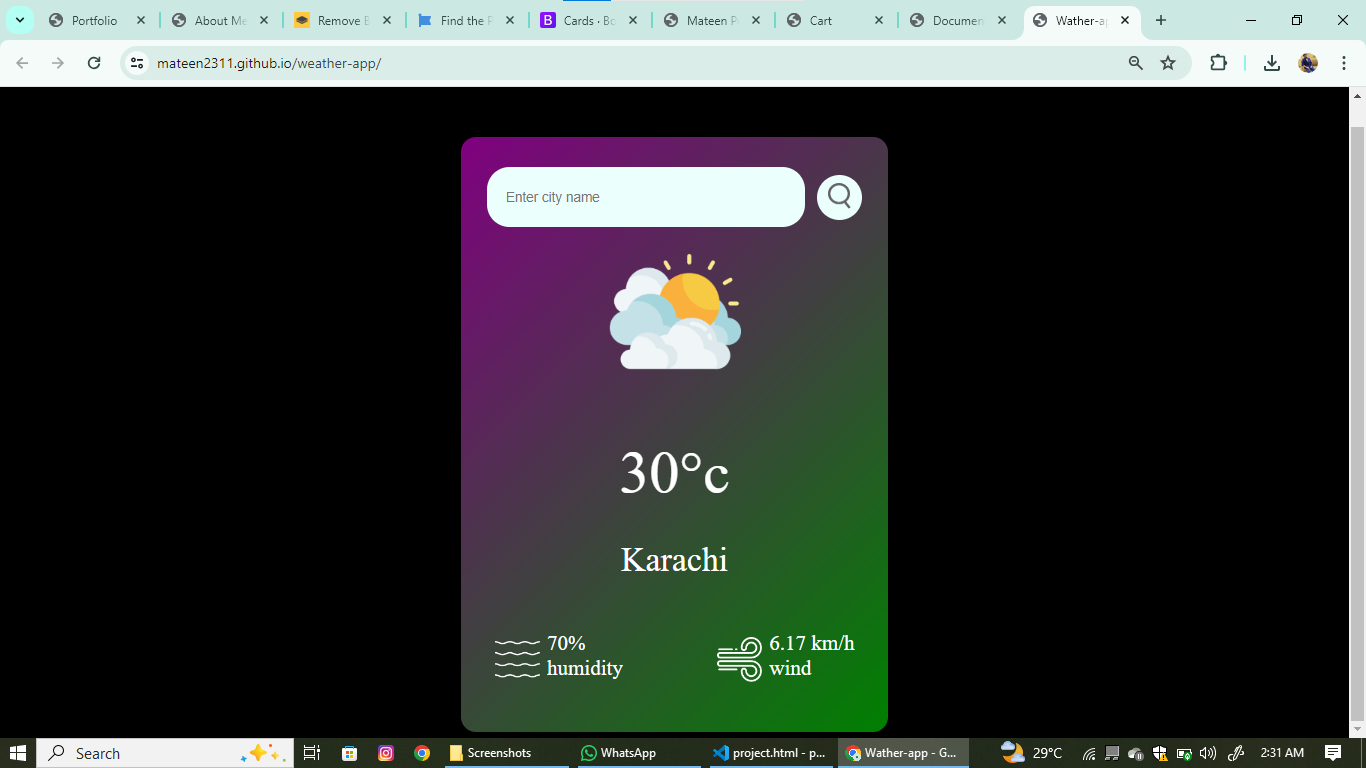 Portfolio
About Me
Remove B
Find the P
B Cards · Bo
Mateen P
Cart
Documen
Wather-ap
mateen2311.github.io/weather-app/
Enter city name
30°c
Karachi
70%
humidity
6.17 km/h
wind
Search
Screenshots
WhatsApp
project.html - p...
Wather-app - G...
29°C
2:31 AM